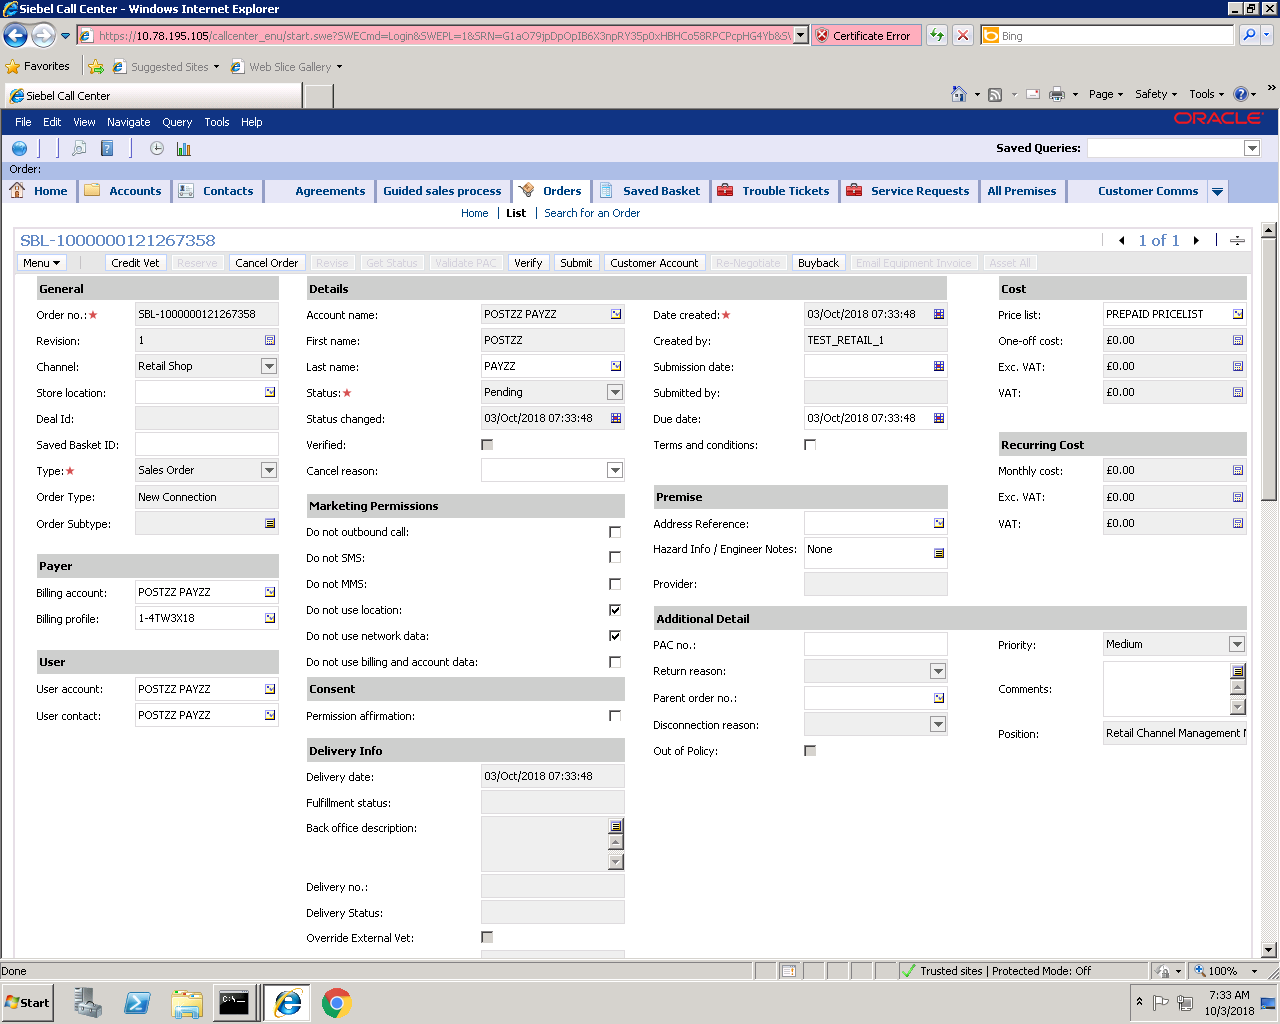 Siebel Call Center - Windows Internet Explorer
https://10.78.195.105/callcenter_enu/start.swe?SWECmd=Login&SWEPL=1&SRN=
Certificate Error
Bing
Favorites
Suggested Sites
Web Slice Gallery
Siebel Call Center
Page
Safety
Tools
File Edit View Navigate Query Tools Help
ORACLE
Saved Queries:
Order:
Home
Accounts
Contacts
Agreements
Guided sales process
Orders
Saved Basket
Trouble Tickets
Service Requests
All Premises
Customer Comms
Home | List | Search for an Order
SBL-1000000121267358
1 of 1
Menu
Credit Vet
Reserve
Cancel Order
Revise
Get Status
Validate PAC
Verify
Submit
Customer Account
Re-Negotiate
Buyback
Email Equipment Invoice
Asset All
General
Order no.:★ SBL-1000000121267358
Revision: 1
Channel: Retail Shop
Store location:
Deal Id:
Saved Basket ID:
Type:★ Sales Order
Order Type: New Connection
Order Subtype:
Payer
Billing account: POSTZZ PAYZZ
Billing profile: 1-4TW3X18
User
User account: POSTZZ PAYZZ
User contact: POSTZZ PAYZZ
Details
Account name: POSTZZ PAYZZ
First name: POSTZZ
Last name: PAYZZ
Status:★ Pending
Status changed: 03/Oct/2018 07:33:48
Verified:
Cancel reason:
Marketing Permissions
Do not outbound call:
Do not SMS:
Do not MMS:
Do not use location:
Do not use network data:
Do not use billing and account data:
Consent
Permission affirmation:
Delivery Info
Delivery date: 03/Oct/2018 07:33:48
Fulfillment status:
Back office description:
Delivery no.:
Delivery Status:
Override External Vet:
Date created:★ 03/Oct/2018 07:33:48
Created by: TEST_RETAIL_1
Submission date:
Submitted by:
Due date: 03/Oct/2018 07:33:48
Terms and conditions:
Premise
Address Reference:
Hazard Info / Engineer Notes: None
Provider:
Additional Detail
PAC no.:
Return reason:
Parent order no.:
Disconnection reason:
Out of Policy:
Priority: Medium
Comments:
Position: Retail Channel Management
Cost
Price list: PREPAID PRICELIST
One-off cost: £0.00
Exc. VAT: £0.00
VAT: £0.00
Recurring Cost
Monthly cost: £0.00
Exc. VAT: £0.00
VAT: £0.00
Done
Trusted sites | Protected Mode: Off
100%
Start
7:33 AM
10/3/2018